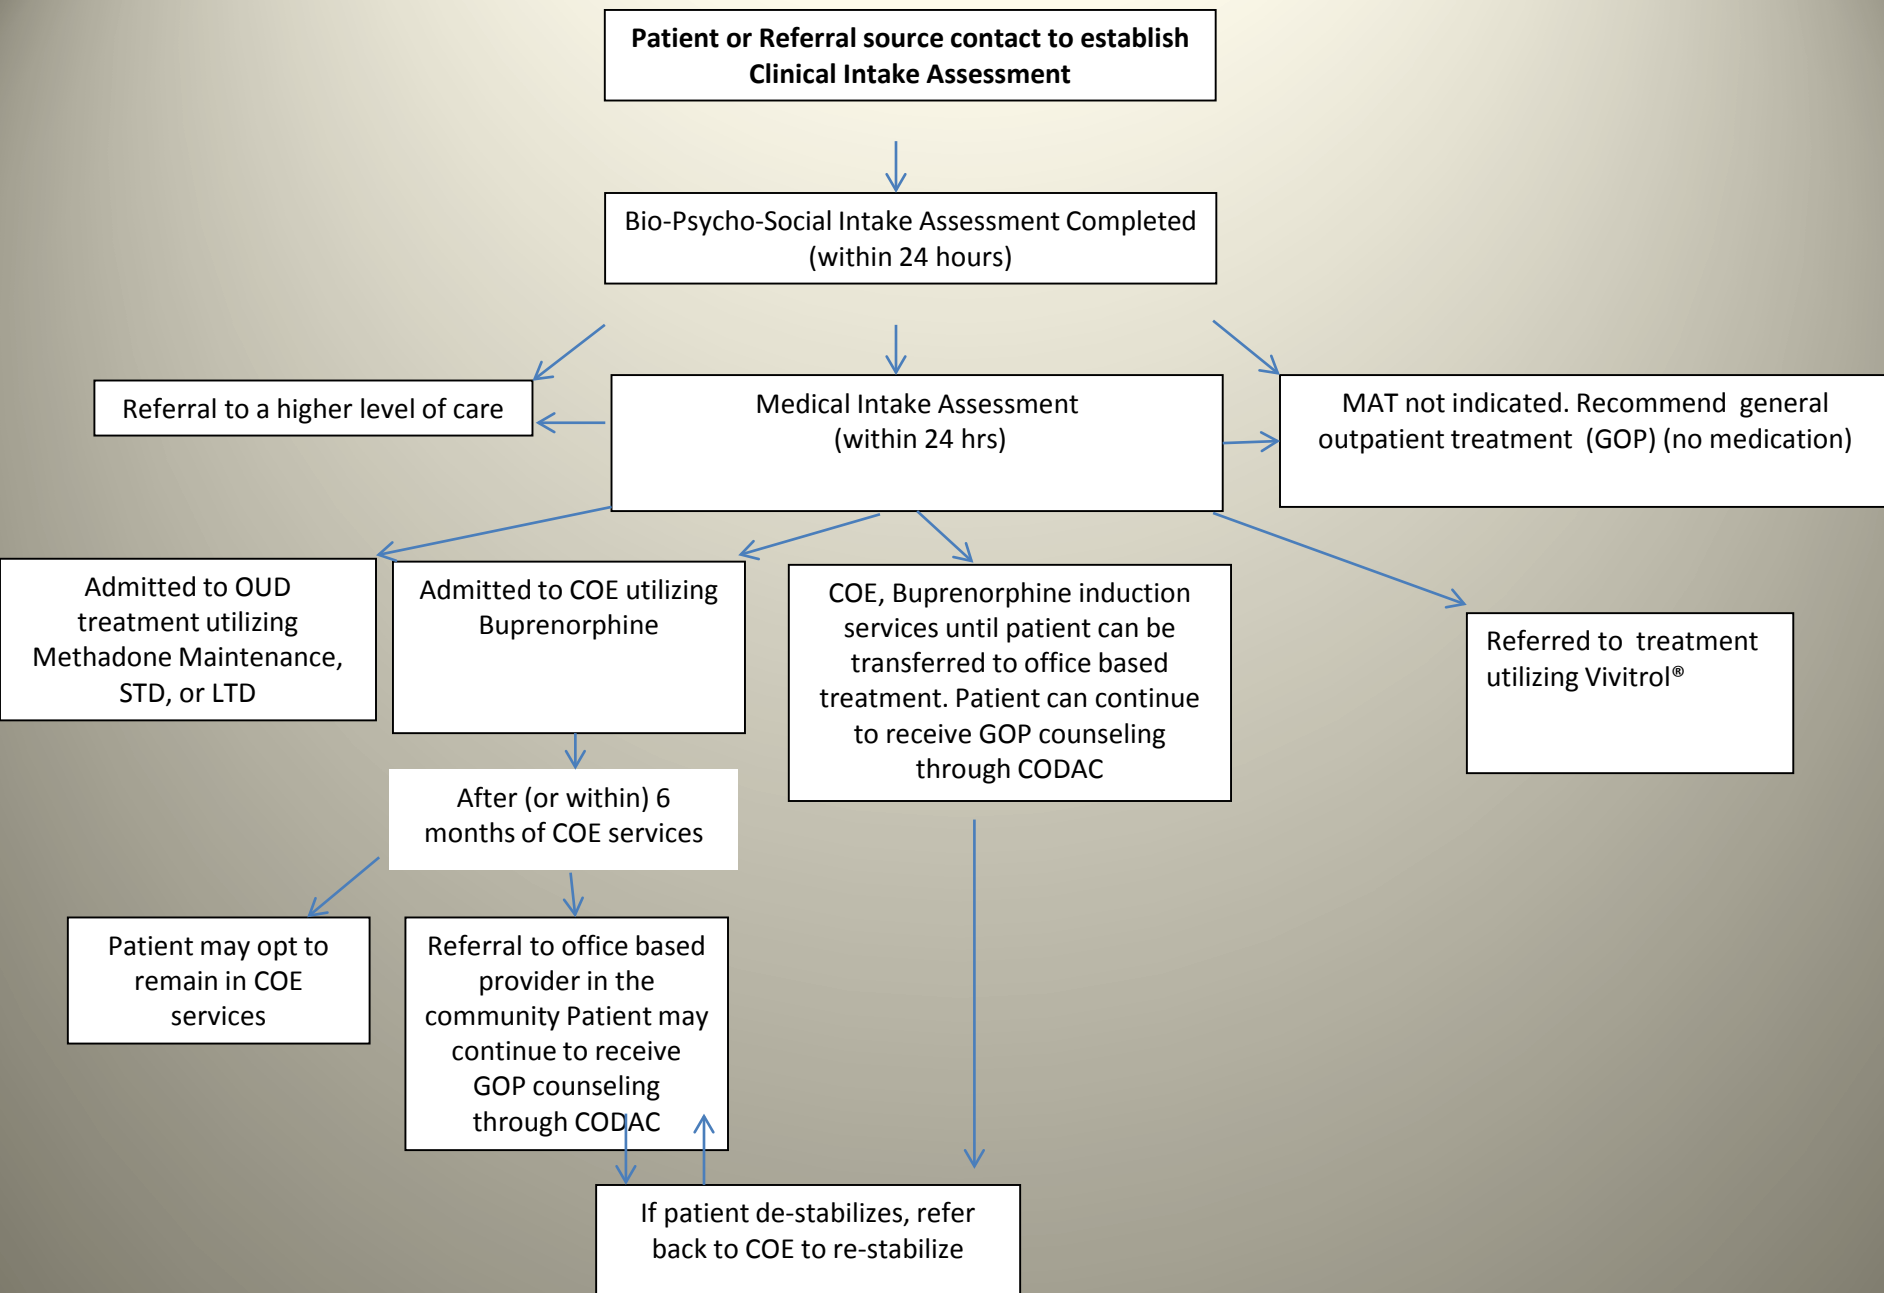 Patient or Referral source contact to establish
Clinical Intake Assessment
Bio-Psycho-Social Intake Assessment Completed
(within 24 hours)
Referral to a higher level of care
Medical Intake Assessment
(within 24 hrs)
MAT not indicated. Recommend general
outpatient treatment (GOP) (no medication)
Admitted to OUD
treatment utilizing
Methadone Maintenance,
STD, or LTD
Admitted to COE utilizing
Buprenorphine
COE, Buprenorphine induction
services until patient can be
transferred to office based
treatment. Patient can continue
to receive GOP counseling
through CODAC
Referred to treatment
utilizing Vivitrol®
After (or within) 6
months of COE services
Patient may opt to
remain in COE
services
Referral to office based
provider in the
community Patient may
continue to receive
GOP counseling
through CODAC
If patient de-stabilizes, refer
back to COE to re-stabilize